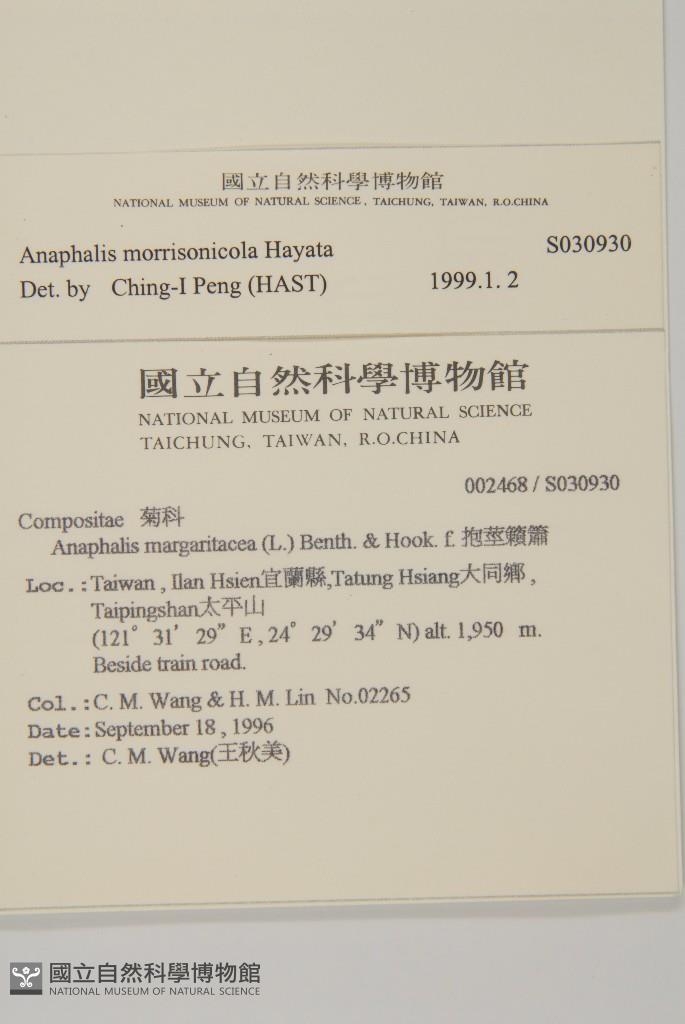 國立自然科學博物館
NATIONAL MUSEUM OF NATURAL SCIENCE, TAICHUNG, TAIWAN, R.O.CHINA
Anaphalis morrisonicola Hayata S030930
Det. by Ching-I Peng (HAST) 1999.1. 2
國立自然科學博物館
NATIONAL MUSEUM OF NATURAL SCIENCE
TAICHUNG, TAIWAN, R.O.CHINA
002468 / S030930
Compositae 菊科
Anaphalis margaritacea (L.) Benth. & Hook. f. 抱莖籟簫
Loc.: Taiwan , Ilan Hsien宜蘭縣,Tatung Hsiang大同鄉 ,
Taipingshan太平山
(121° 31' 29" E , 24° 29' 34" N) alt. 1,950 m.
Beside train road.
Col.: C. M. Wang & H. M. Lin No.02265
Date: September 18 , 1996
Det.: C. M. Wang(王秋美)
國立自然科學博物館
NATIONAL MUSEUM OF NATURAL SCIENCE